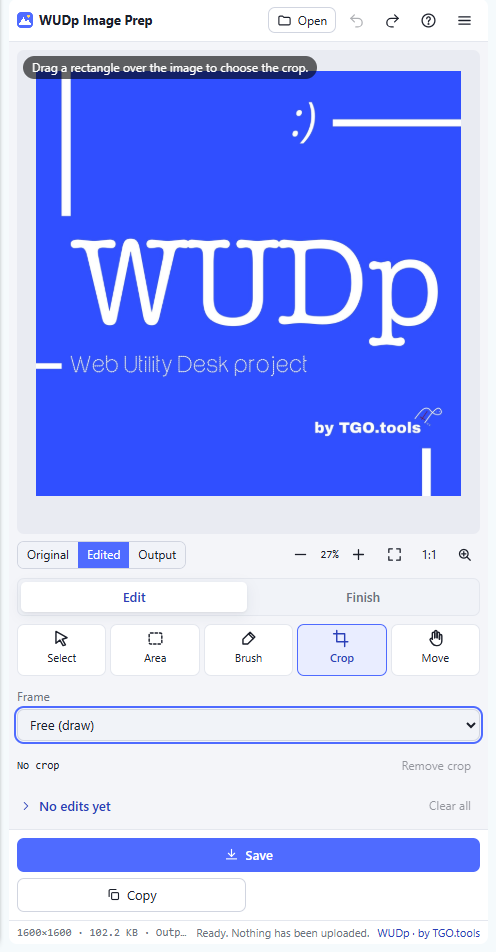 WUDp Image Prep
Open
Drag a rectangle over the image to choose the crop.
:)
WUDp
Web Utility Desk project
by TGO.tools
Original Edited Output
27% 1:1
Edit Finish
Select Area Brush Crop Move
Frame
Free (draw)
No crop Remove crop
No edits yet Clear all
Save
Copy
1600×1600 · 102.2 KB · Outp… Ready. Nothing has been uploaded. WUDp · by TGO.tools